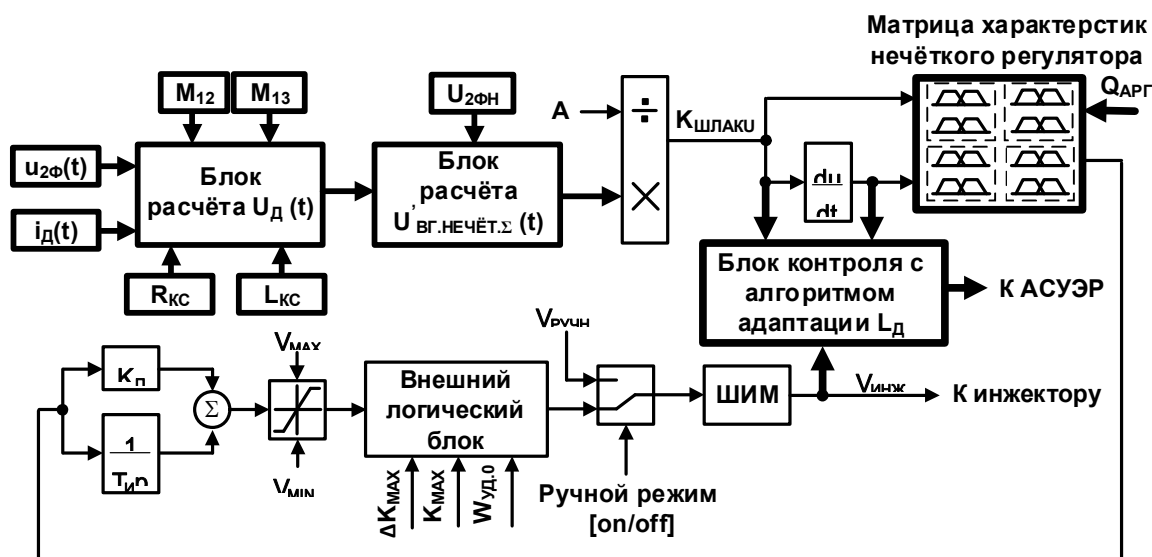 Матрица характерстик
нечёткого регулятора
M12
M13
U2ФН
QАРГ
A
÷
KШЛАКU
u2Ф(t)
Блок
расчёта UД (t)
Блок
расчёта
U'ВГ.НЕЧЁТ.Σ (t)
×
du
dt
iД(t)
RКС
LКС
Блок контроля с
алгоритмом
адаптации LД
К АСУЭР
VРУЧН
VMAX
КП
Σ
Внешний
логический
блок
ШИМ
VИНЖ
К инжектору
1
VMIN
ΔKMAX
KMAX
WУД.0
Ручной режим
[on/off]